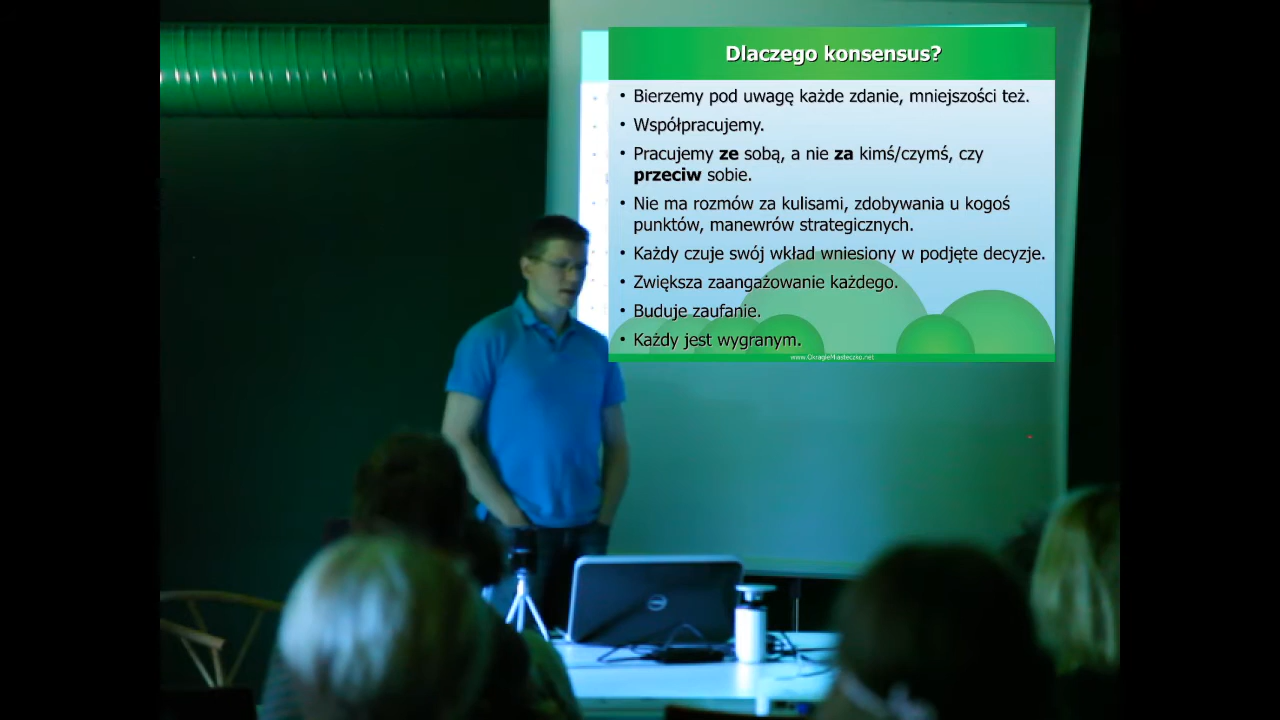 Dlaczego konsensus?
• Bierzemy pod uwagę każde zdanie, mniejszości też.
• Współpracujemy.
• Pracujemy ze sobą, a nie za kimś/czymś, czy
przeciw sobie.
• Nie ma rozmów za kulisami, zdobywania u kogoś
punktów, manewrów strategicznych.
• Każdy czuje swój wkład wniesiony w podjęte decyzje.
• Zwiększa zaangażowanie każdego.
• Buduje zaufanie.
• Każdy jest wygranym.
www.OkragleMiasteczko.net